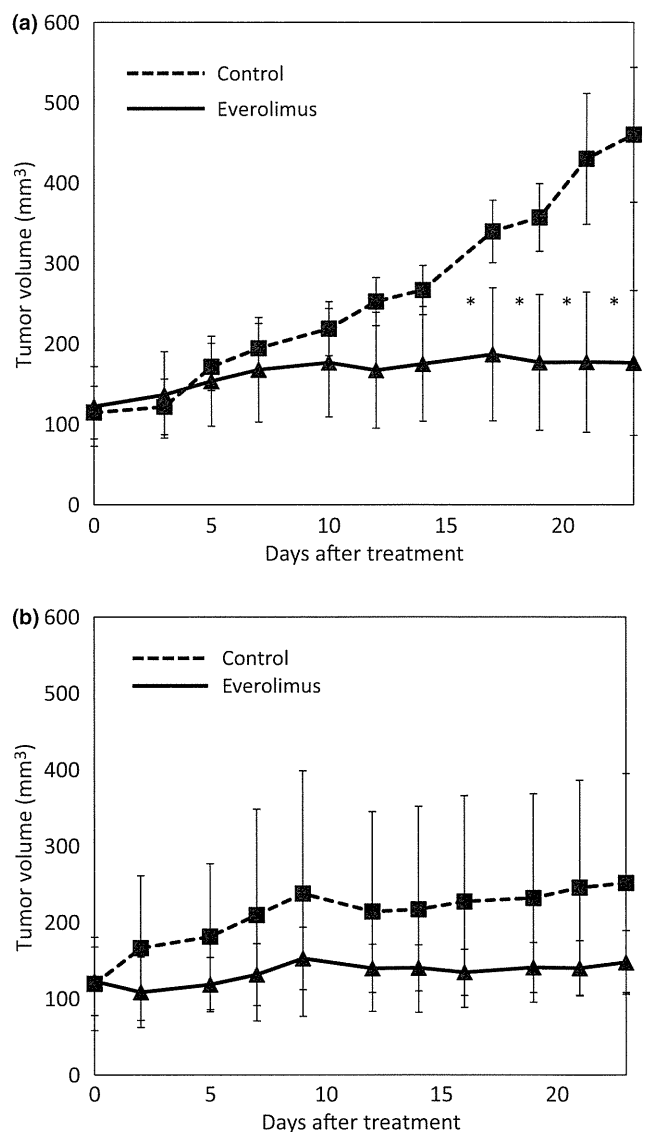 (a)
600
500
400
300
200
100
0
Tumor volume (mm³)
Control
Everolimus
* * * *
0 5 10 15 20
Days after treatment
(b)
600
500
400
300
200
100
0
Tumor volume (mm³)
Control
Everolimus
0 5 10 15 20
Days after treatment